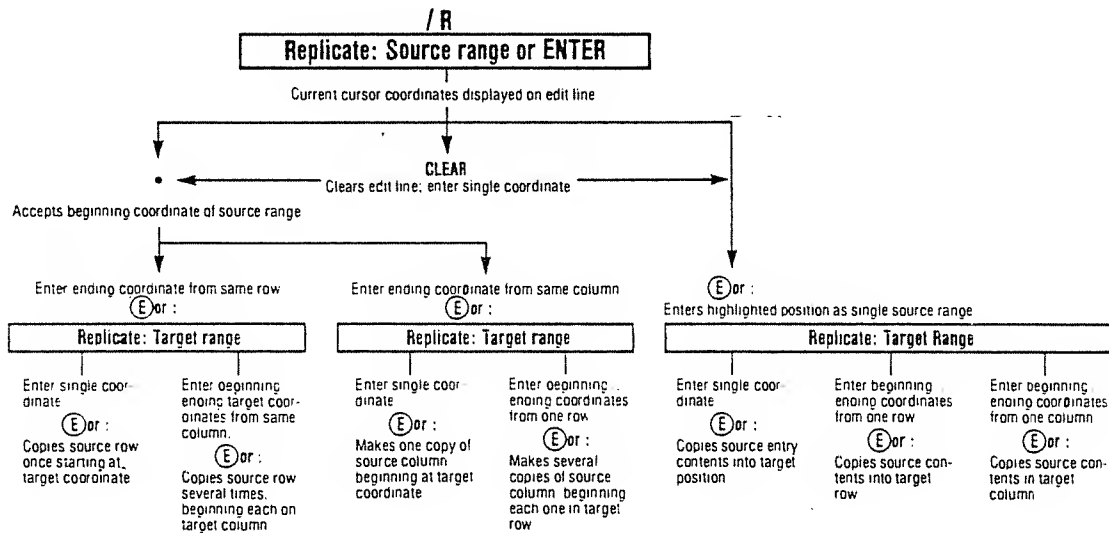 /R
Replicate: Source range or ENTER
Current cursor coordinates displayed on edit line
CLEAR
Clears edit line; enter single coordinate
Accepts beginning coordinate of source range
Enter ending coordinate from same row
(E) or :
Replicate: Target range
Enter single coor-
dinate
(E) or :
Copies source row
once starting at
target coordinate
Enter beginning
ending target coor-
dinates from same
column.
(E) or :
Copies source row
several times,
beginning each on
target column
Enter ending coordinate from same column
(E) or :
Replicate: Target range
Enter single coor-
dinate
(E) or :
Makes one copy of
source column
beginning at target
coordinate
Enter beginning
ending coordinates
from one row
(E) or :
Makes several
copies of source
column beginning
each one in target
row
(E) or :
Enters highlighted position as single source range
Replicate: Target Range
Enter single coor-
dinate
(E) or :
Copies source entry
contents into target
position
Enter beginning
ending coordinates
from one row
(E) or :
Copies source con-
tents into target
row
Enter beginning
ending coordinates
from one column
(E) or :
Copies source con-
tents in target
column